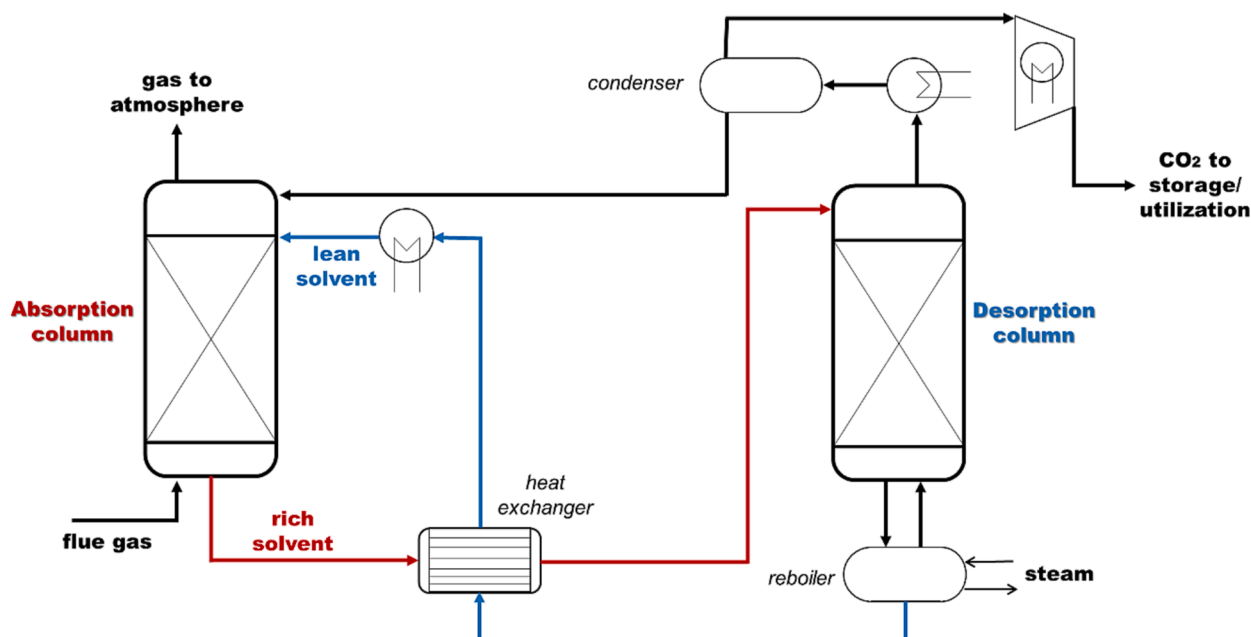 condenser
gas to
atmosphere
CO₂ to
storage/
utilization
lean
solvent
Absorption
column
Desorption
column
heat
exchanger
rich
solvent
flue gas
reboiler
steam